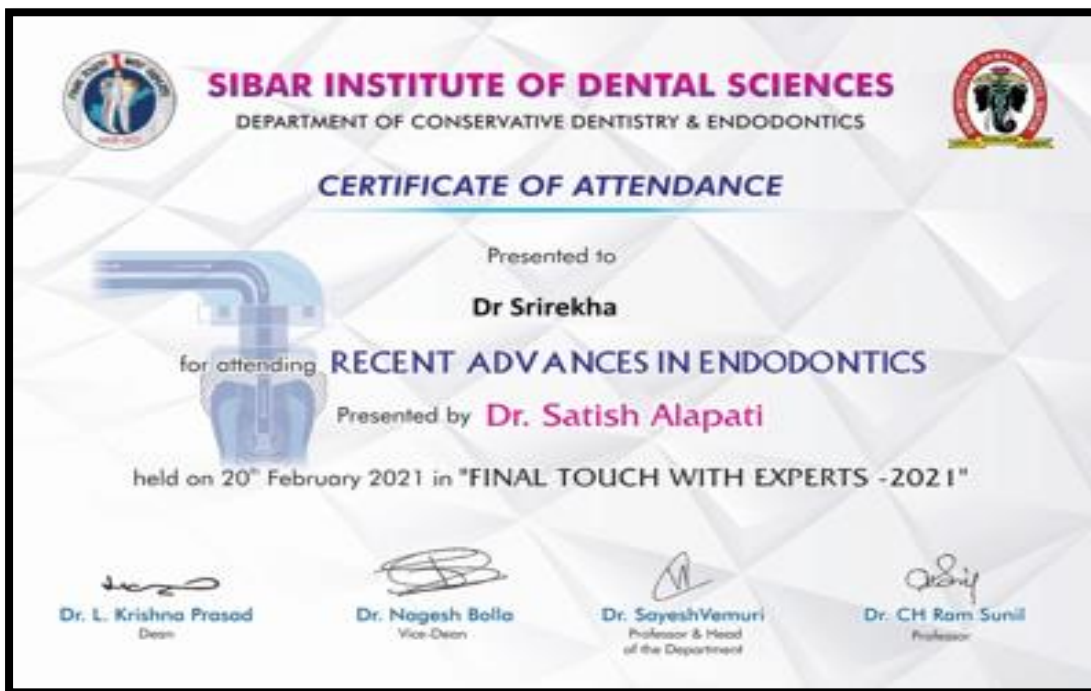 SIBAR INSTITUTE OF DENTAL SCIENCES
DEPARTMENT OF CONSERVATIVE DENTISTRY & ENDODONTICS
CERTIFICATE OF ATTENDANCE
Presented to
Dr Srirekha
for attending RECENT ADVANCES IN ENDODONTICS
Presented by Dr. Satish Alapati
held on 20th February 2021 in "FINAL TOUCH WITH EXPERTS -2021"
Dr. L. Krishna Prasad
Dean
Dr. Nagesh Bolla
Vice-Dean
Dr. SayeshVemuri
Professor & Head
of the Department
Dr. CH Ram Sunil
Professor